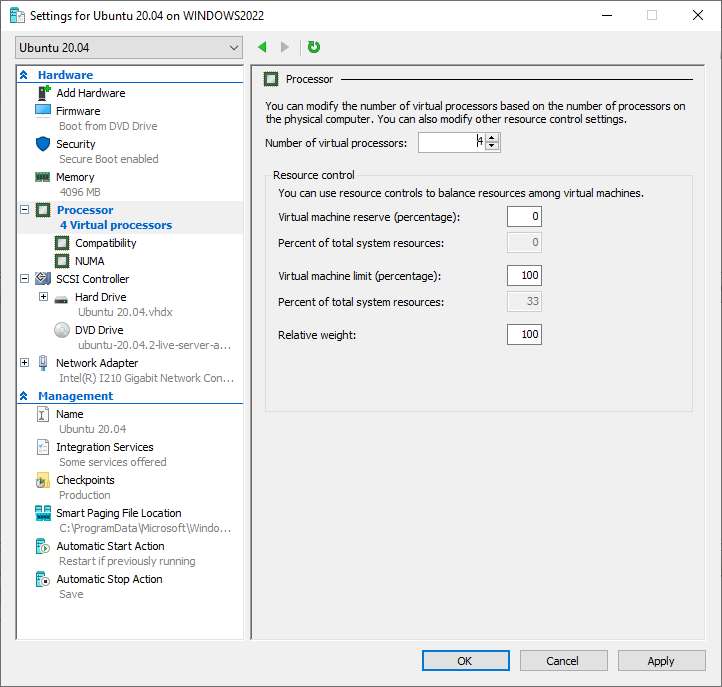 Settings for Ubuntu 20.04 on WINDOWS2022
Ubuntu 20.04
Hardware
Add Hardware
Firmware
Boot from DVD Drive
Security
Secure Boot enabled
Memory
4096 MB
Processor
4 Virtual processors
Compatibility
NUMA
SCSI Controller
Hard Drive
Ubuntu 20.04.vhdx
DVD Drive
ubuntu-20.04.2-live-server-a...
Network Adapter
Intel(R) I210 Gigabit Network Con...
Management
Name
Ubuntu 20.04
Integration Services
Some services offered
Checkpoints
Production
Smart Paging File Location
C:\ProgramData\Microsoft\Windo...
Automatic Start Action
Restart if previously running
Automatic Stop Action
Save
Processor
You can modify the number of virtual processors based on the number of processors on
the physical computer. You can also modify other resource control settings.
Number of virtual processors: 4
Resource control
You can use resource controls to balance resources among virtual machines.
Virtual machine reserve (percentage): 0
Percent of total system resources: 0
Virtual machine limit (percentage): 100
Percent of total system resources: 33
Relative weight: 100
OK Cancel Apply